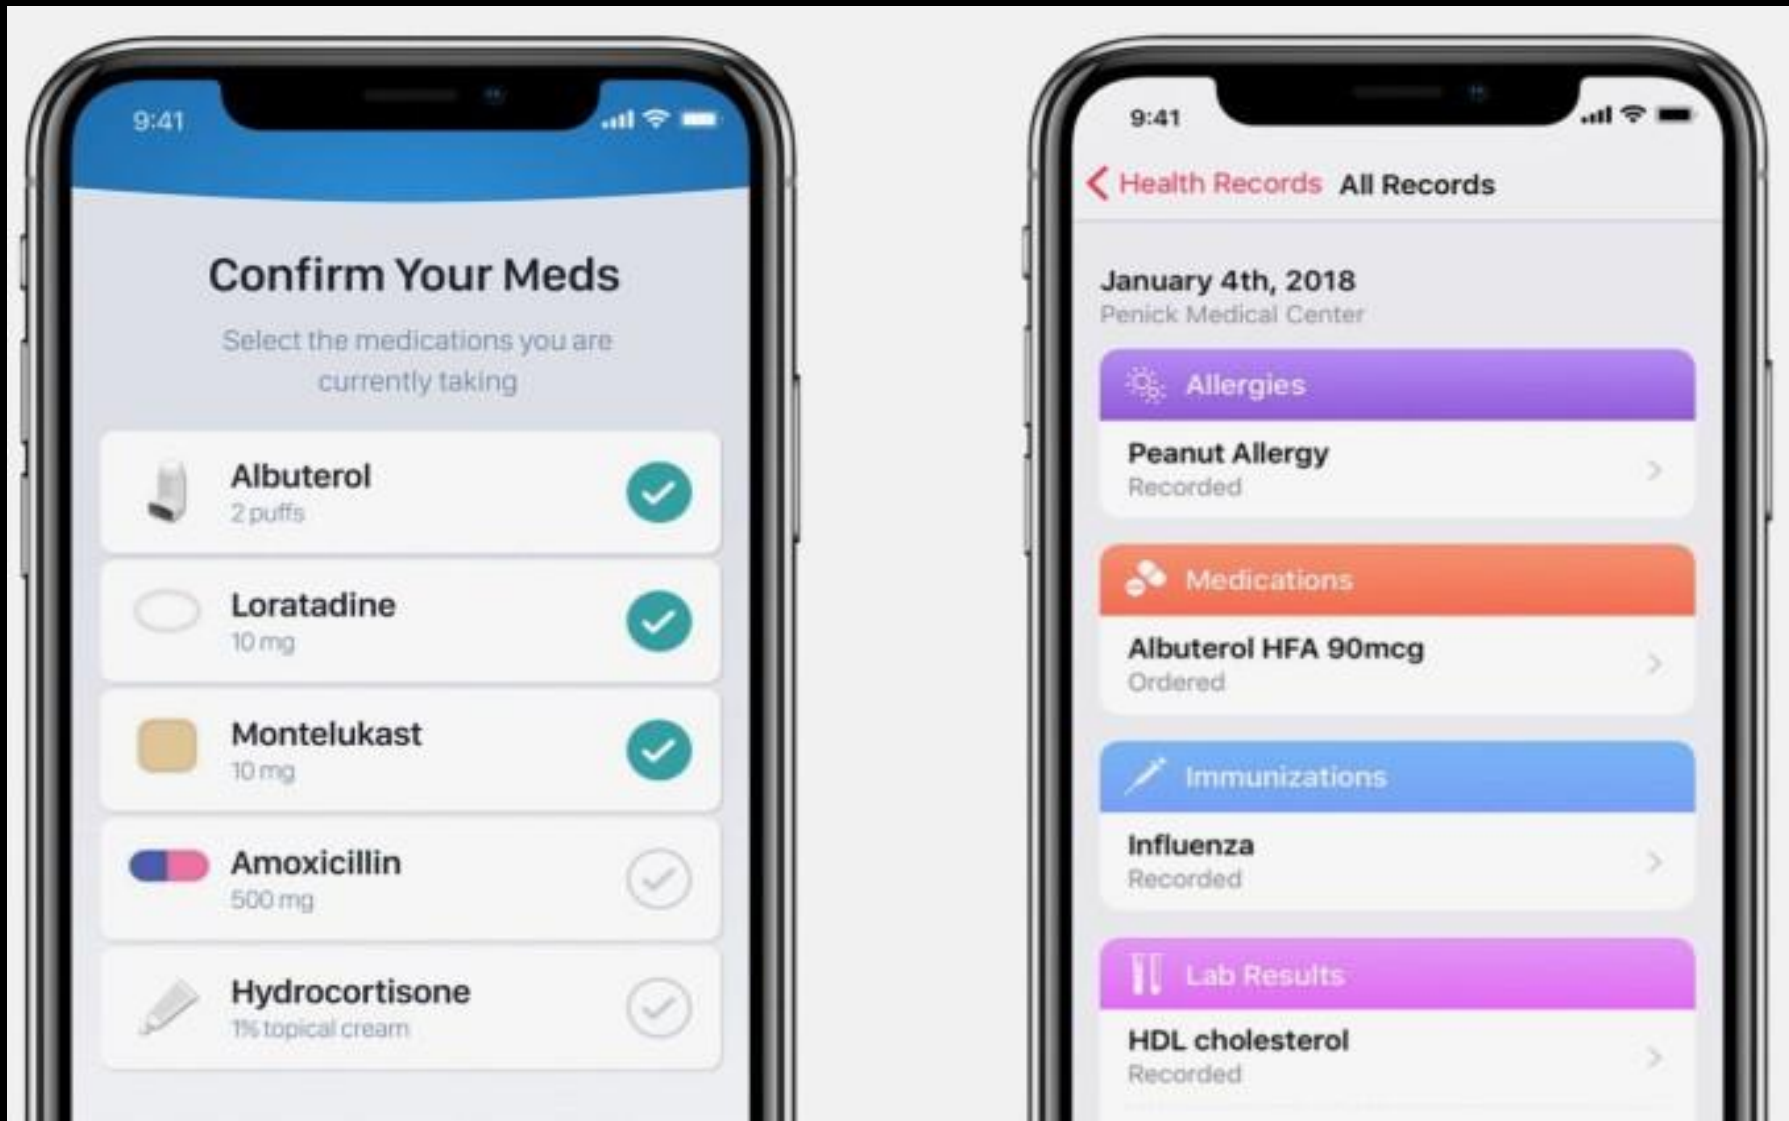 9:41
Confirm Your Meds
Select the medications you are
currently taking
Albuterol
2 puffs
Loratadine
10 mg
Montelukast
10 mg
Amoxicillin
500 mg
Hydrocortisone
1% topical cream
9:41
Health Records All Records
January 4th, 2018
Penick Medical Center
Allergies
Peanut Allergy
Recorded
Medications
Albuterol HFA 90mcg
Ordered
Immunizations
Influenza
Recorded
Lab Results
HDL cholesterol
Recorded